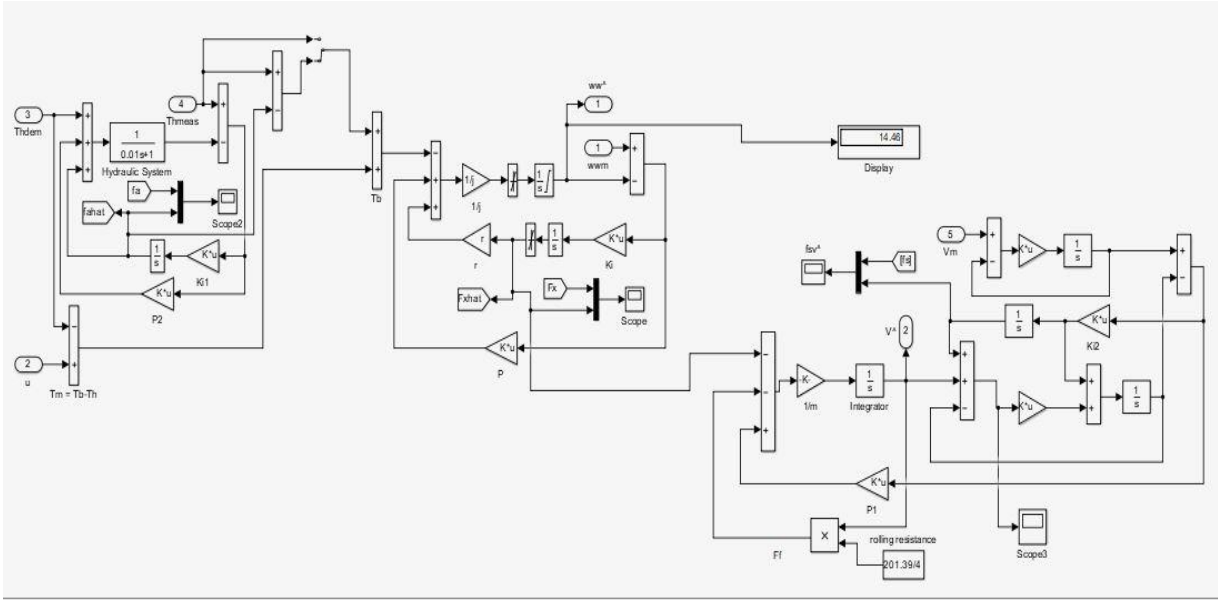 3
Thdem
4
Thmeas
1
0.01s+1
Hydraulic System
fa
fahat
Scope2
1
s
K*u
Ki1
K*u
P2
2
u
Tm = Tb-Th
Tb
1/j
1/j
1
s
ww^
1
1
wwm
14.46
Display
r
r
1
s
K*u
Ki
Fxhat
Fx
Scope
K*u
P
fsv^
[fs]
5
Vm
K*u
1
s
1
s
K*u
Ki2
V^
2
-K-
1/m
1
s
Integrator
K*u
1
s
K*u
P1
Ff
×
rolling resistance
201.39/4
Scope3